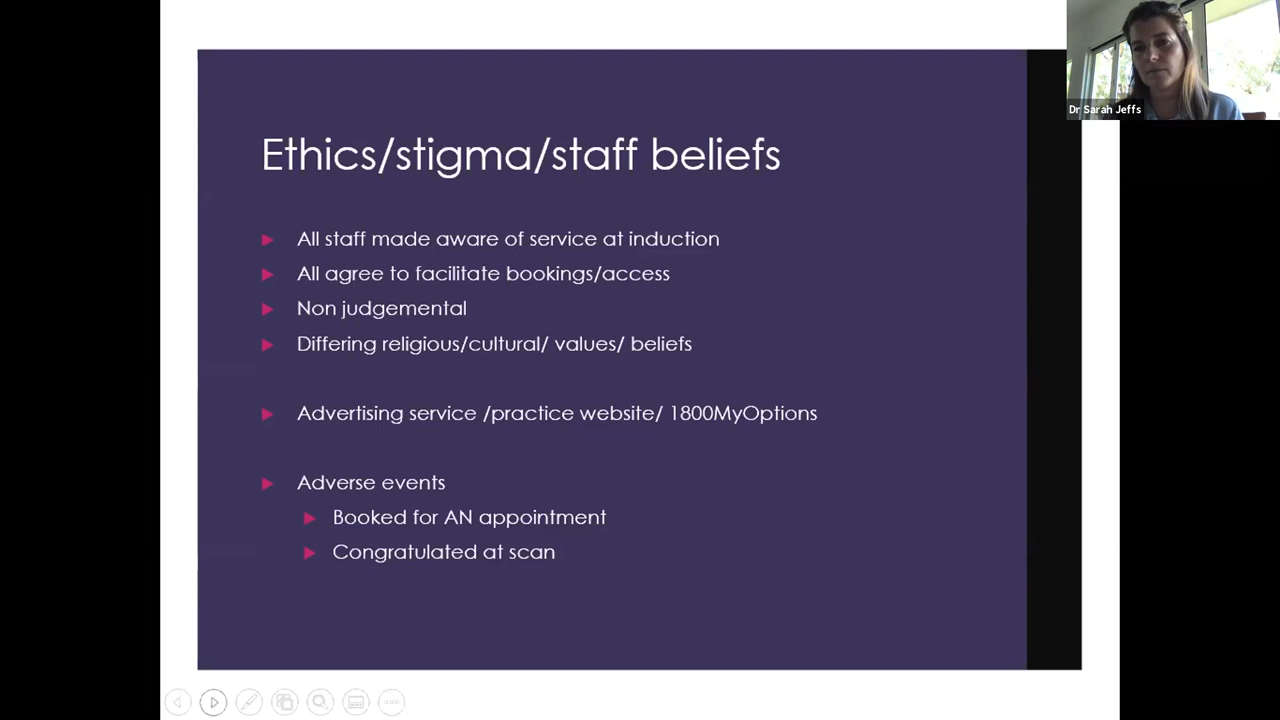 Dr Sarah Jeffs
Ethics/stigma/staff beliefs
All staff made aware of service at induction
All agree to facilitate bookings/access
Non judgemental
Differing religious/cultural/ values/ beliefs
Advertising service /practice website/ 1800MyOptions
Adverse events
Booked for AN appointment
Congratulated at scan